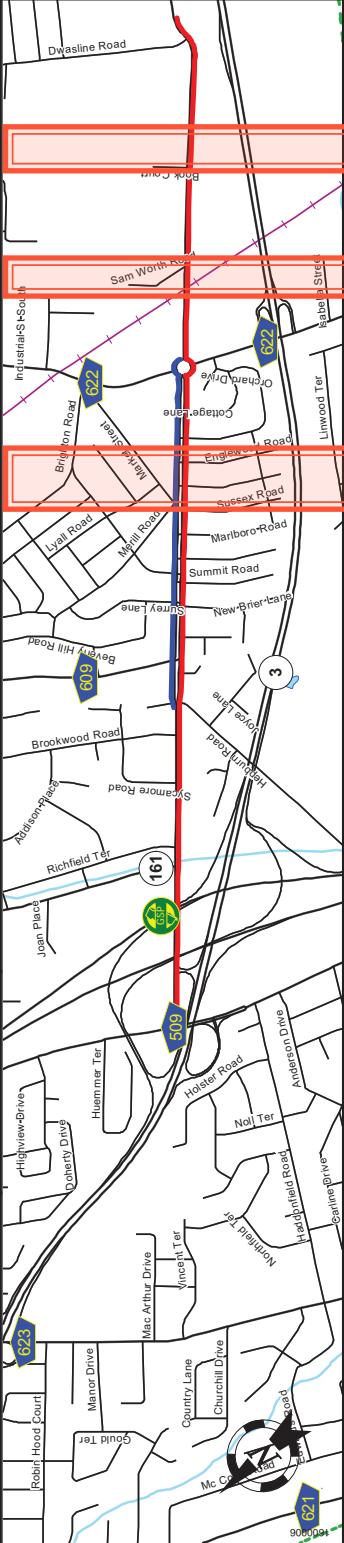 Dwasline Road
Book Court
Sam Worth Road
Industrial-St-South
Isabella Street
622
622
Orchard Drive
Linwood Ter
Cottage Lane
Brighton Road
Market Street
Englewood Road
Sussex Road
Lyall Road
Merill Road
Marlboro Road
Summit Road
Surrey Lane
New Brier Lane
Beverly Hill Road
609
3
Joyce Lane
Brookwood Road
Hepburn Road
Sycamore Road
Addison Place
Richfield Ter
161
Joan Place
GSP
509
Huemmer Ter
Holster Road
Anderson Drive
Highview Drive
Doherty Drive
Noll Ter
Haddonfield Road
Carline Drive
Northfield Ter
Vincent Ter
Mac Arthur Drive
623
Manor Drive
Country Lane
Churchill Drive
Robin Hood Court
Gould Ter
N
Road
621
1600906